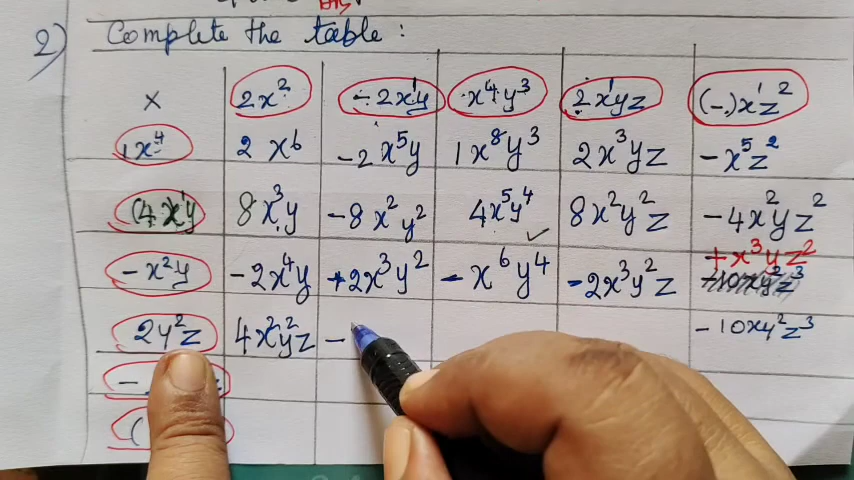 2) Complete the table :
× 2x² -2x¹y x⁴y³ 2x¹yz (-)x¹z²
1x⁴ 2x⁶ -2x⁵y 1x⁸y³ 2x³yz -x⁵z²
(4x¹y 8x³y -8x²y² 4x⁵y⁴ ✓ 8x²y²z -4x²yz²
+x³yz²
-x²y -2x⁴y +2x³y² -x⁶y⁴ -2x³y²z
2y²z 4x²y²z - -10xy²z³
-
(